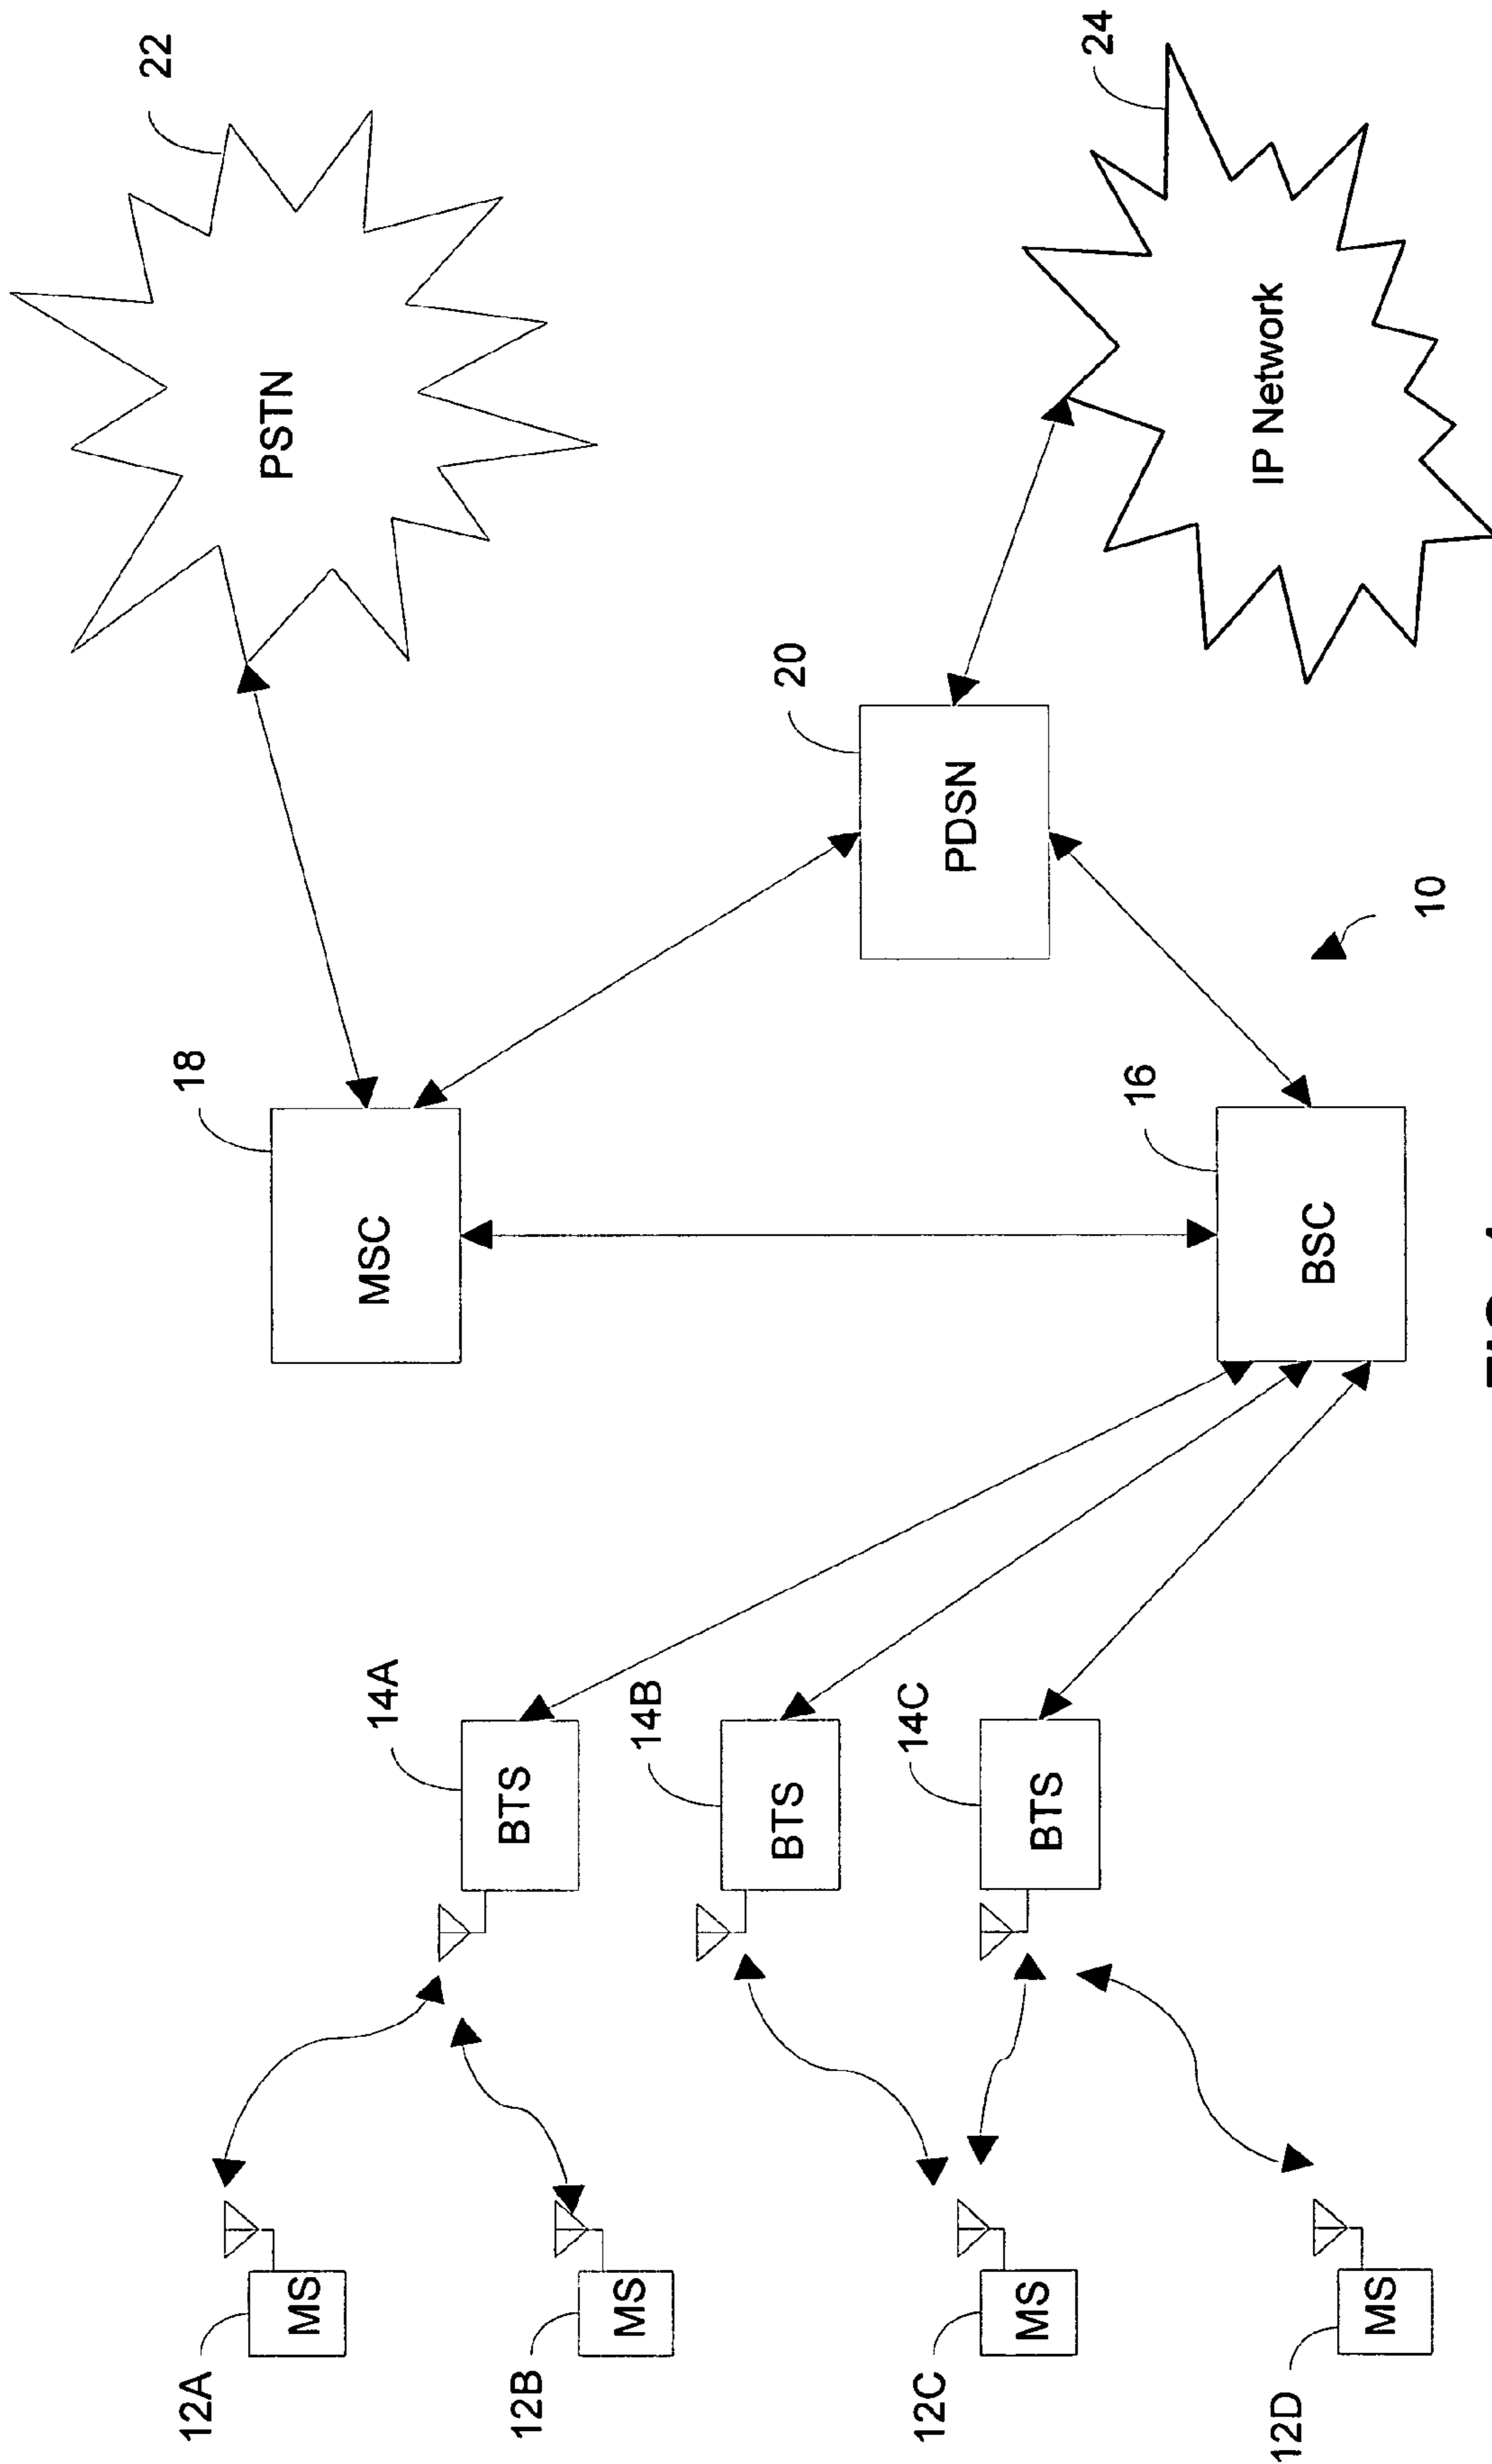 22
PSTN
18
MSC
24
IP Network
20
PDSN
10
16
BSC
14A
BTS
14B
BTS
14C
BTS
12A
MS
12B
MS
12C
MS
12D
MS